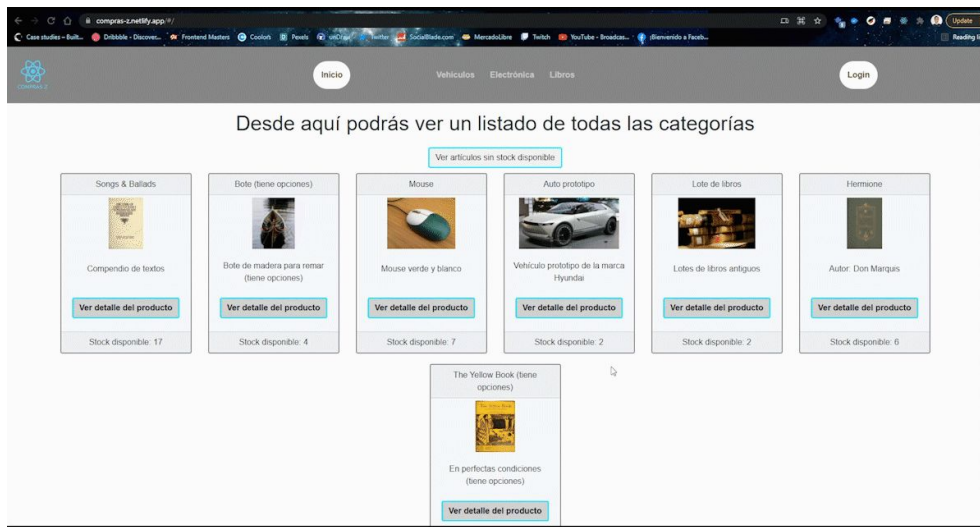 compras-z.netlify.app/#/
Update
Case studies – Built...
Dribbble - Discover...
Frontend Masters
Coolors
Pexels
unDraw
Twitter
SocialBlade.com
MercadoLibre
Twitch
YouTube - Broadcas...
¡Bienvenido a Faceb...
Reading li
COMPRAS-Z
Inicio
Vehículos
Electrónica
Libros
Login
Desde aquí podrás ver un listado de todas las categorías
Ver artículos sin stock disponible
Songs & Ballads
Compendio de textos
Ver detalle del producto
Stock disponible: 17
Bote (tiene opciones)
Bote de madera para remar
(tiene opciones)
Ver detalle del producto
Stock disponible: 4
Mouse
Mouse verde y blanco
Ver detalle del producto
Stock disponible: 7
Auto prototipo
Vehículo prototipo de la marca
Hyundai
Ver detalle del producto
Stock disponible: 2
Lote de libros
Lotes de libros antiguos
Ver detalle del producto
Stock disponible: 2
Hermione
Autor: Don Marquis
Ver detalle del producto
Stock disponible: 6
The Yellow Book (tiene
opciones)
The Yellow Book
En perfectas condiciones
(tiene opciones)
Ver detalle del producto